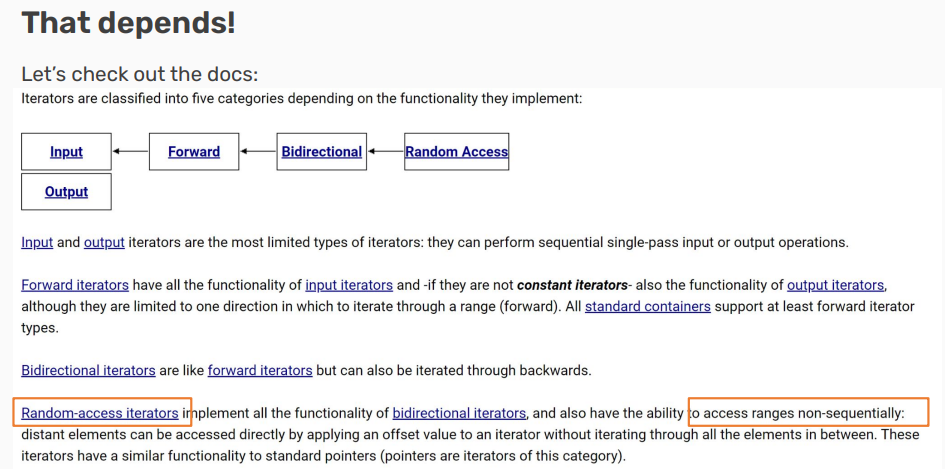 That depends!
Let's check out the docs:
Iterators are classified into five categories depending on the functionality they implement:
Input Forward Bidirectional Random Access
Output
Input and output iterators are the most limited types of iterators: they can perform sequential single-pass input or output operations.
Forward iterators have all the functionality of input iterators and -if they are not constant iterators- also the functionality of output iterators,
although they are limited to one direction in which to iterate through a range (forward). All standard containers support at least forward iterator
types.
Bidirectional iterators are like forward iterators but can also be iterated through backwards.
Random-access iterators implement all the functionality of bidirectional iterators, and also have the ability to access ranges non-sequentially:
distant elements can be accessed directly by applying an offset value to an iterator without iterating through all the elements in between. These
iterators have a similar functionality to standard pointers (pointers are iterators of this category).